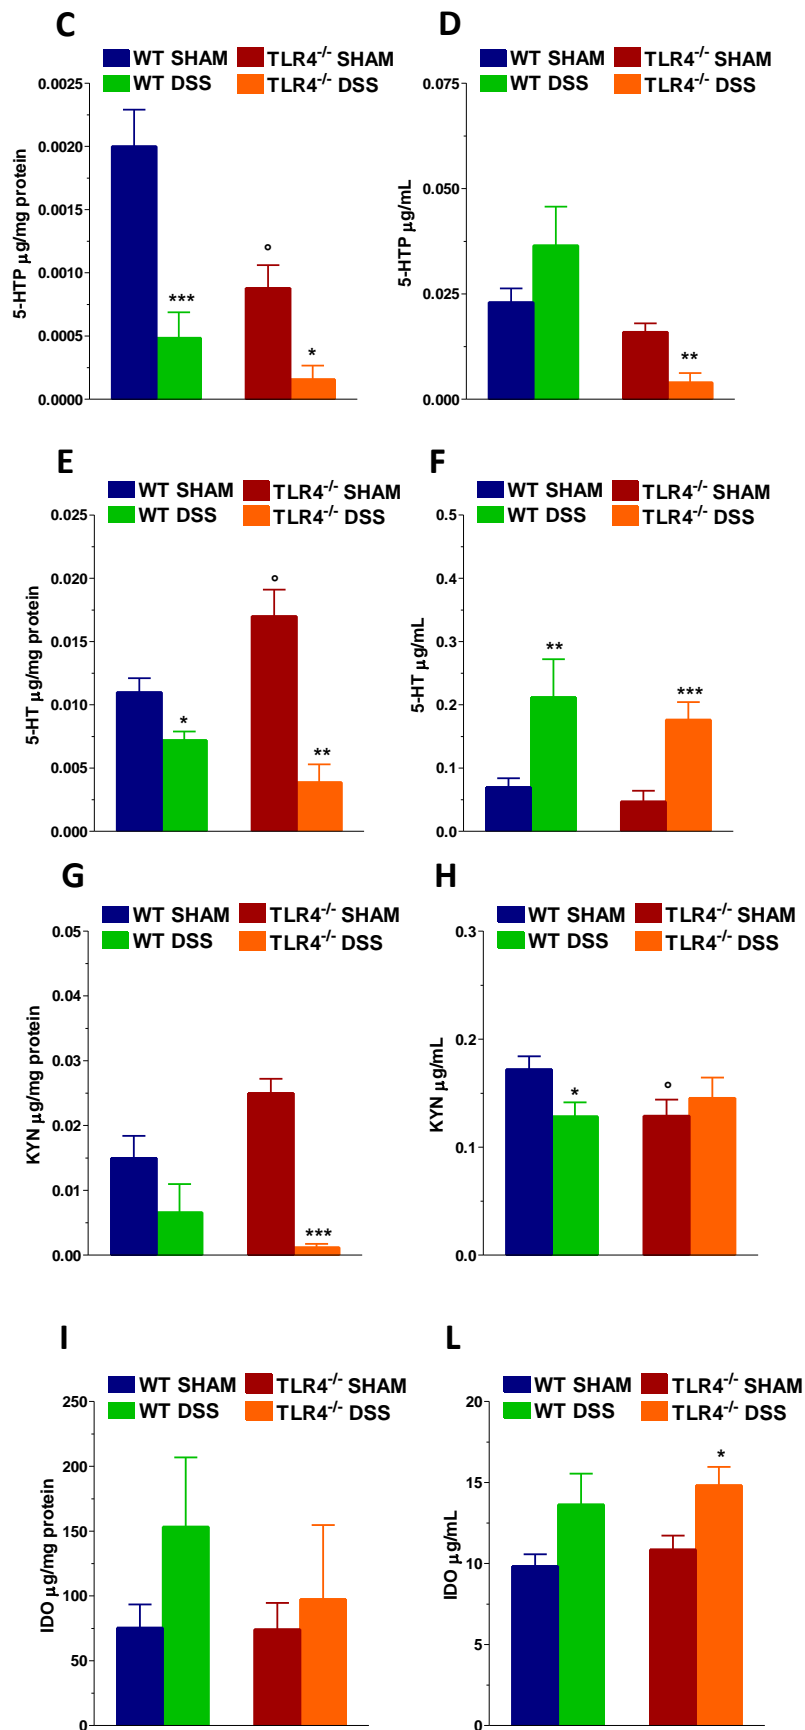 C
WT SHAM TLR4-/- SHAM
WT DSS TLR4-/- DSS
0.0025
0.0020
0.0015
0.0010
0.0005
0.0000
5-HTP μg/mg protein
***
°
*
D
WT SHAM TLR4-/- SHAM
WT DSS TLR4-/- DSS
0.075
0.050
0.025
0.000
5-HTP μg/mL
**
E
WT SHAM TLR4-/- SHAM
WT DSS TLR4-/- DSS
0.025
0.020
0.015
0.010
0.005
0.000
5-HT μg/mg protein
*
°
**
F
WT SHAM TLR4-/- SHAM
WT DSS TLR4-/- DSS
0.5
0.4
0.3
0.2
0.1
0.0
5-HT μg/mL
**
***
G
WT SHAM TLR4-/- SHAM
WT DSS TLR4-/- DSS
0.05
0.04
0.03
0.02
0.01
0.00
KYN μg/mg protein
***
H
WT SHAM TLR4-/- SHAM
WT DSS TLR4-/- DSS
0.3
0.2
0.1
0.0
KYN μg/mL
*
°
I
WT SHAM TLR4-/- SHAM
WT DSS TLR4-/- DSS
250
200
150
100
50
0
IDO μg/mg protein
L
WT SHAM TLR4-/- SHAM
WT DSS TLR4-/- DSS
20
15
10
5
0
IDO μg/mL
*